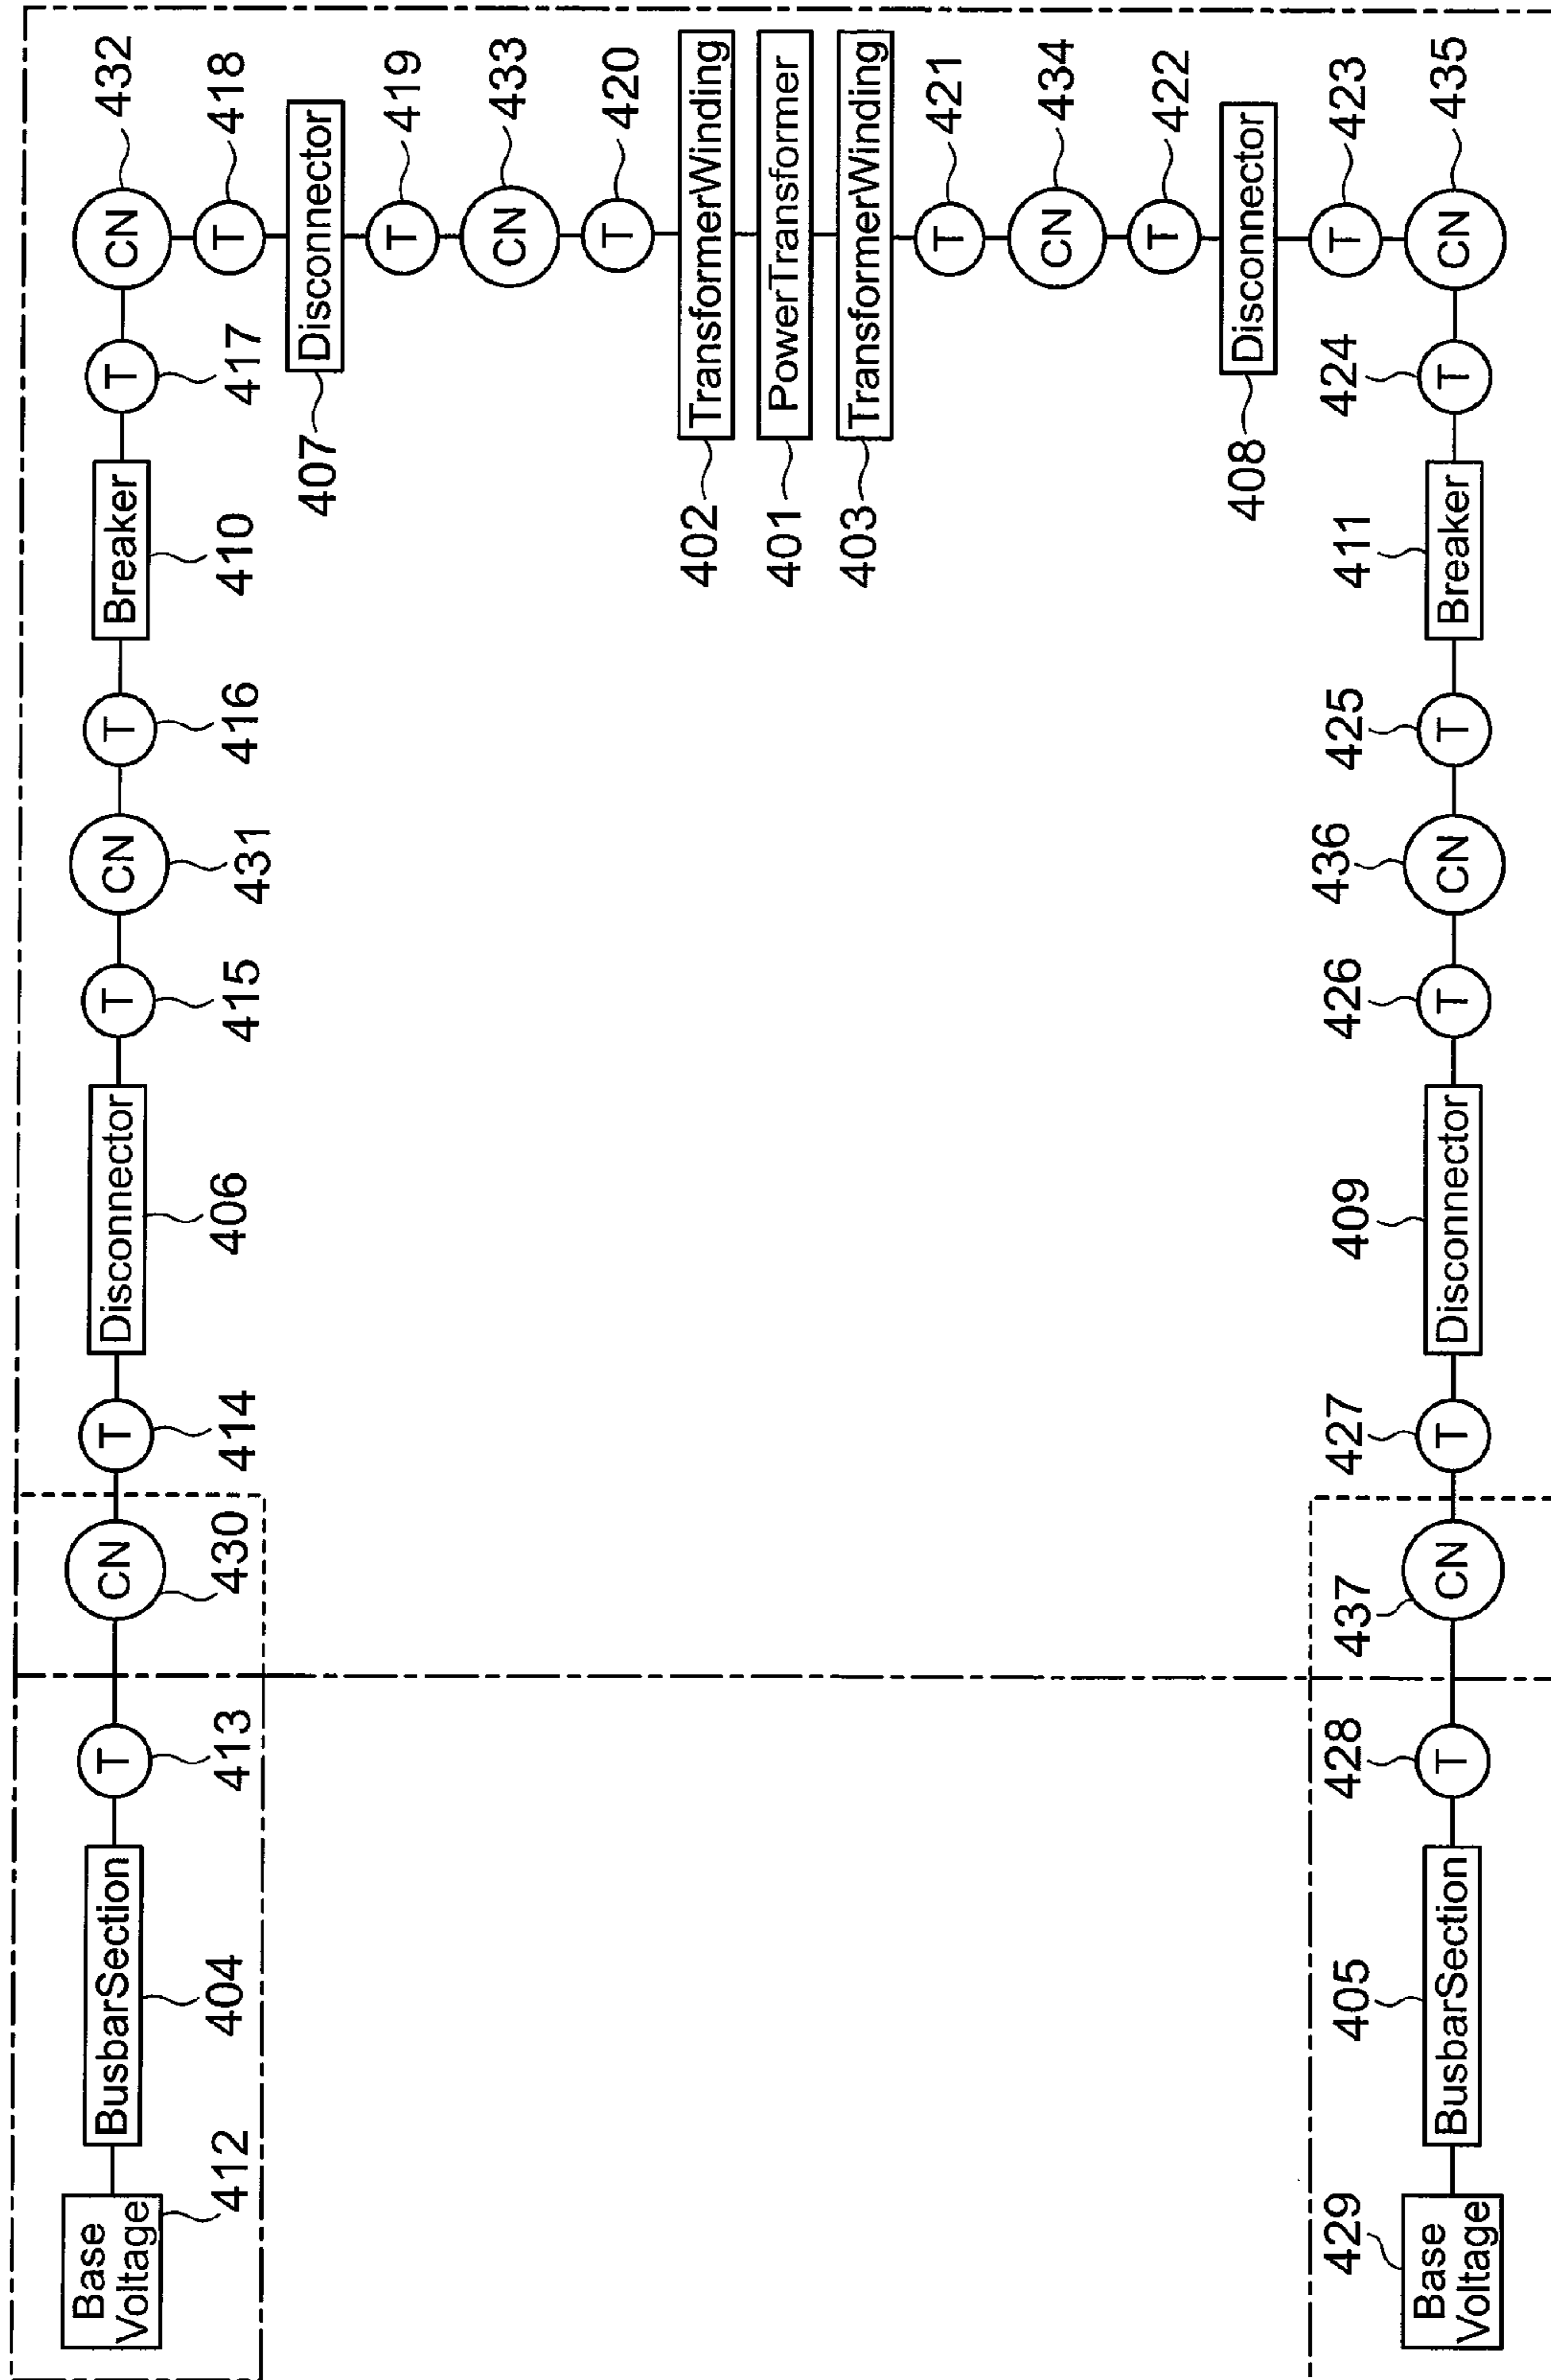 Base
Voltage
412
BusbarSection
404
T
413
CN
430
T
414
Disconnector
406
T
415
CN
431
T
416
Breaker
410
T
417
CN
432
T
418
Disconnector
407
T
419
CN
433
T
420
TransformerWinding
402
PowerTransformer
401
TransformerWinding
403
T
421
CN
434
T
422
Disconnector
408
T
423
CN
435
T
424
Breaker
411
T
425
CN
436
T
426
Disconnector
409
T
427
CN
437
T
428
BusbarSection
405
Base
Voltage
429